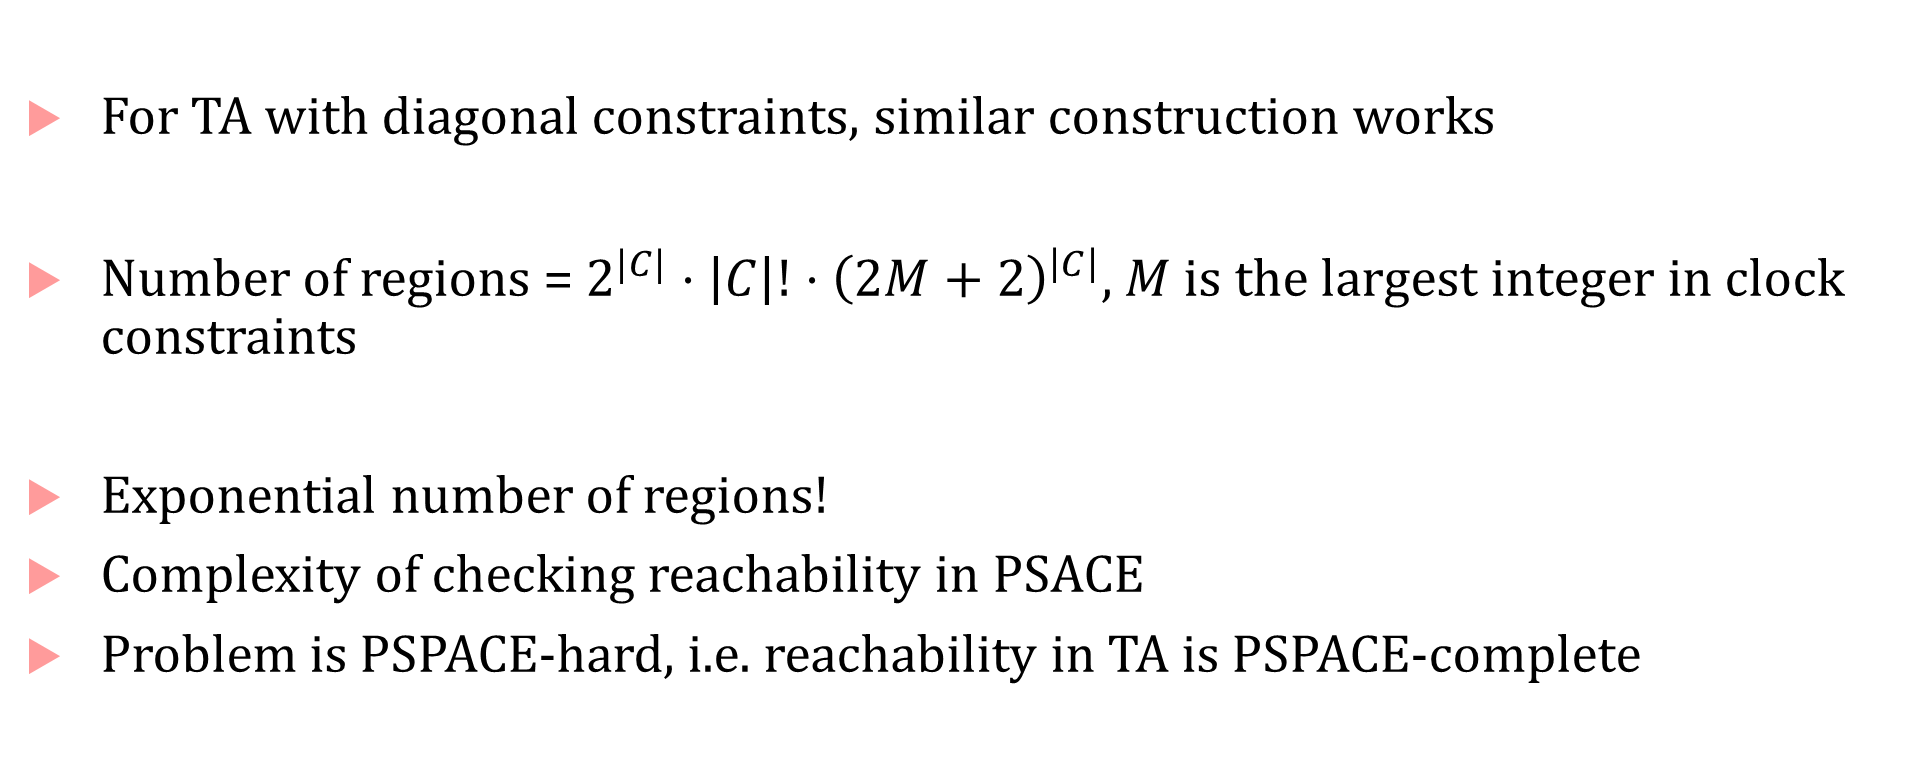 For TA with diagonal constraints, similar construction works
Number of regions = 2^{|C|} · |C|! · (2M + 2)^{|C|}, M is the largest integer in clock
constraints
Exponential number of regions!
Complexity of checking reachability in PSACE
Problem is PSPACE-hard, i.e. reachability in TA is PSPACE-complete